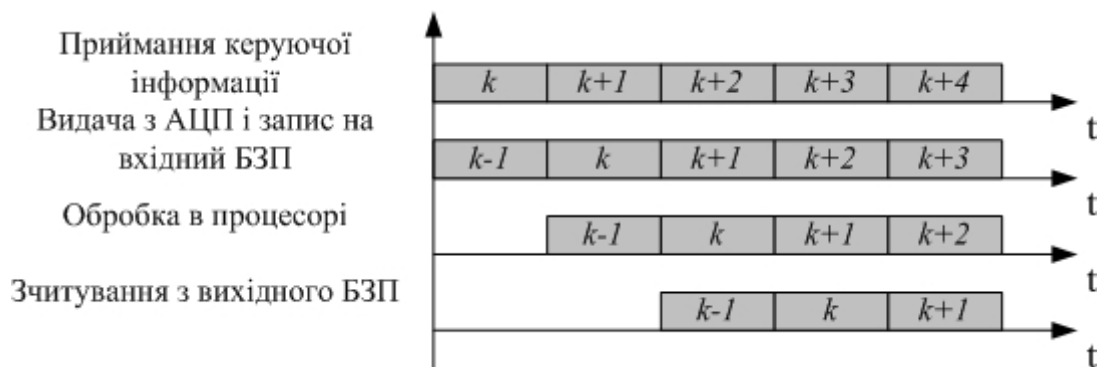 Приймання керуючої
інформації
k k+1 k+2 k+3 k+4
t
Видача з АЦП і запис на
вхідний БЗП
k-1 k k+1 k+2 k+3
t
Обробка в процесорі
k-1 k k+1 k+2
t
Зчитування з вихідного БЗП
k-1 k k+1
t